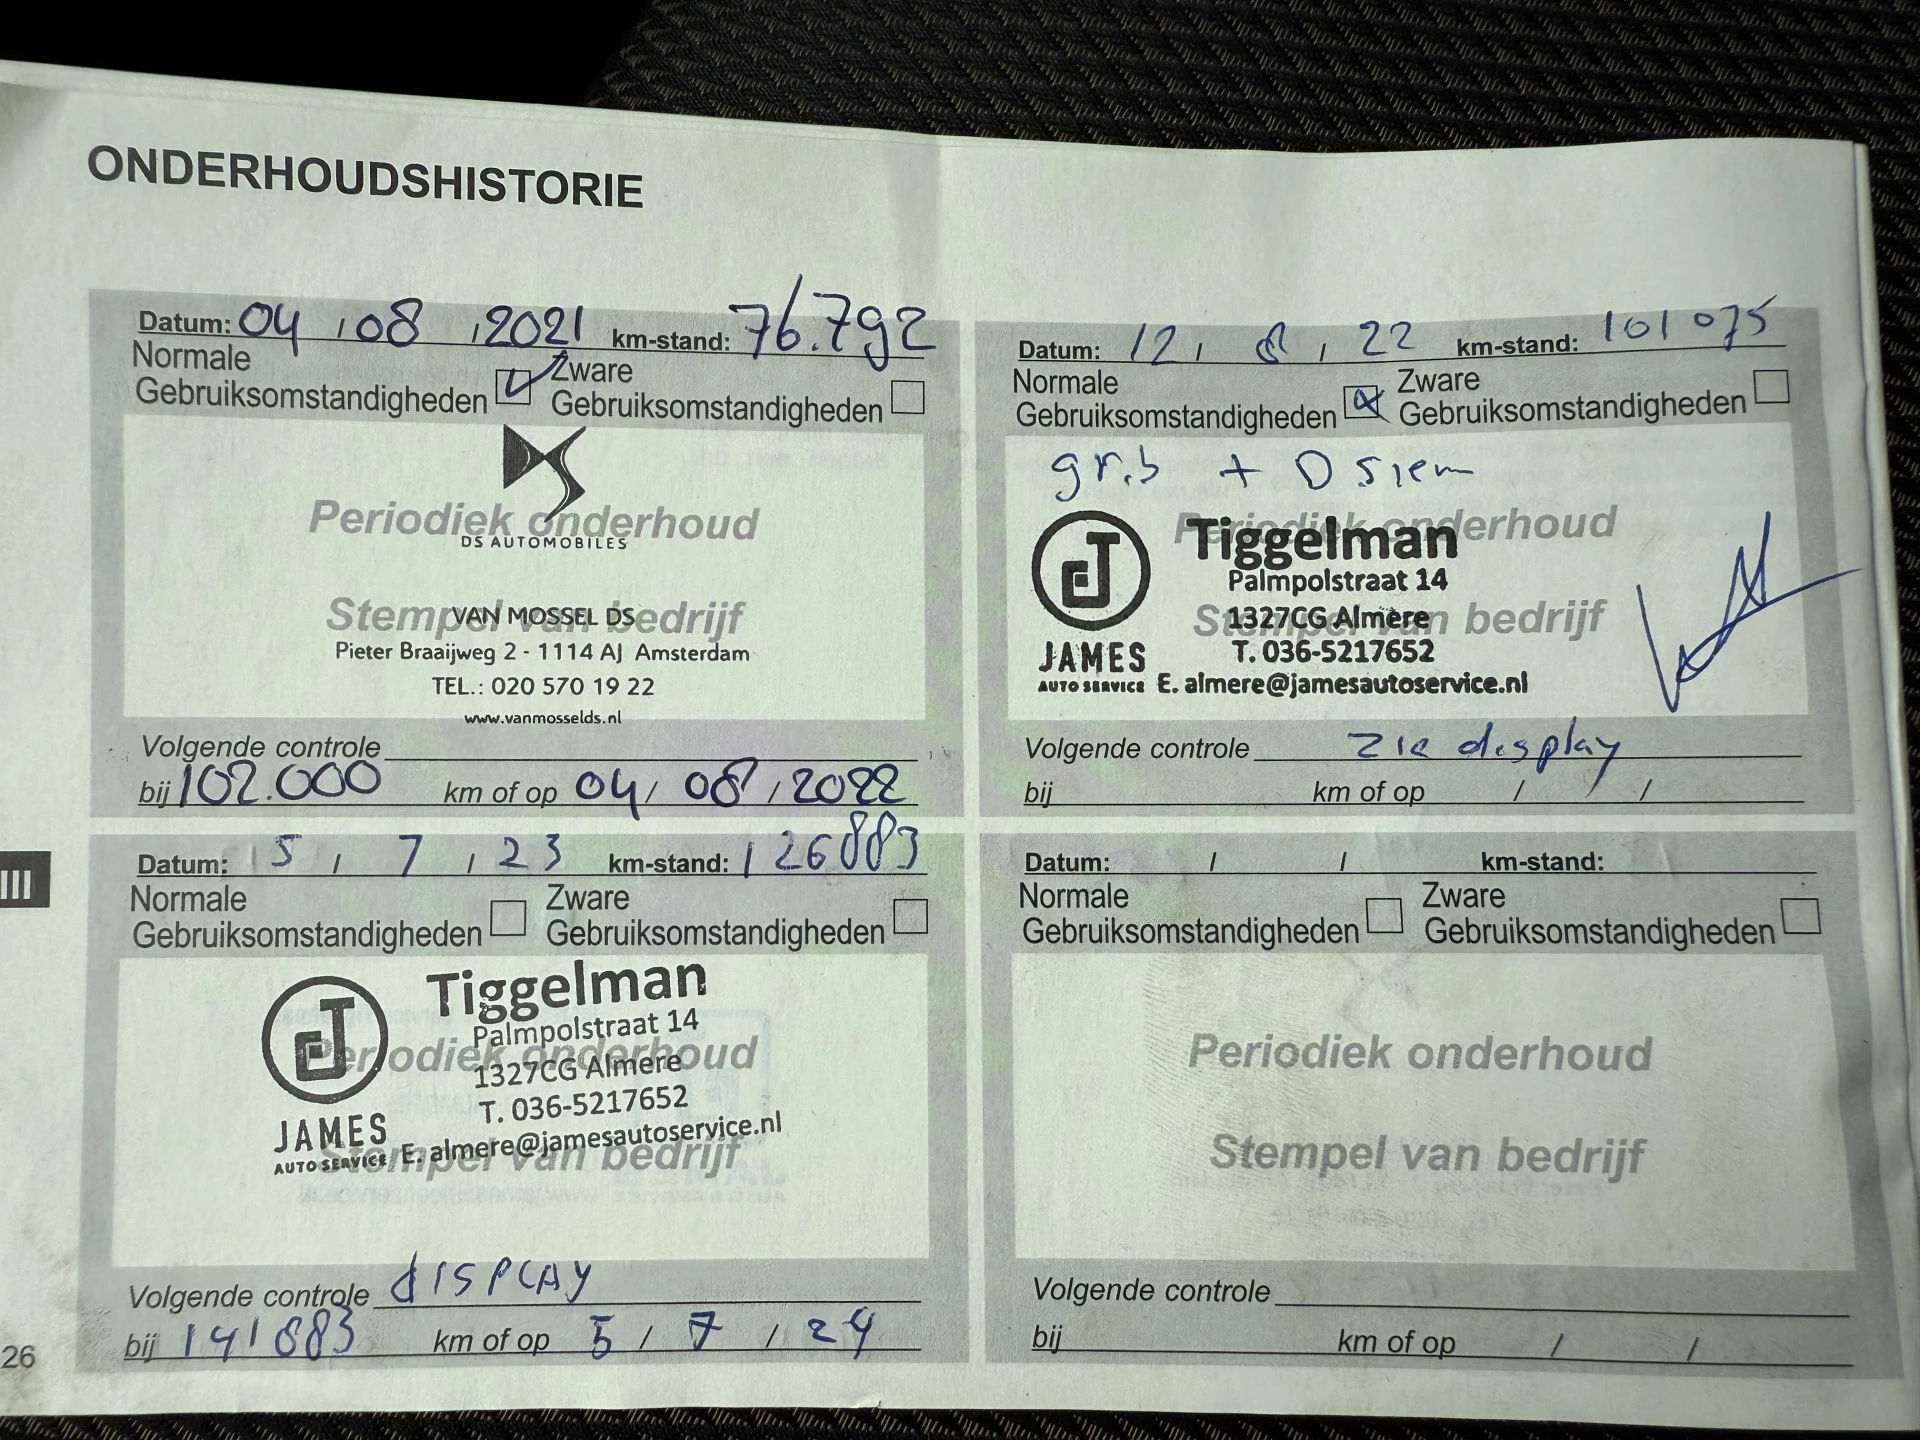 ONDERHOUDSHISTORIE
Datum: 04 / 08 / 2021 km-stand: 76.792
Normale
Gebruiksomstandigheden
Zware
Gebruiksomstandigheden
Periodiek onderhoud
DS AUTOMOBILES
Stempel van bedrijf
VAN MOSSEL DS
Pieter Braaijweg 2 - 1114 AJ Amsterdam
TEL.: 020 570 19 22
www.vanmosselds.nl
Volgende controle
bij 102.000 km of op 04 / 08 / 2022
Datum: 12 / 8 / 22 km-stand: 101075
Normale
Gebruiksomstandigheden
Zware
Gebruiksomstandigheden
gr.b +
Periodiek onderhoud
Tiggelman
Palmpolstraat 14
Stempel van bedrijf
1327CG Almere
T. 036-5217652
JAMES
AUTO SERVICE E. almere@jamesautoservice.nl
Volgende controle zie display
bij km of op / /
Datum: 5 / 7 / 23 km-stand: 126883
Normale
Gebruiksomstandigheden
Zware
Gebruiksomstandigheden
Tiggelman
Palmpolstraat 14
Periodiek onderhoud
1327CG Almere
T. 036-5217652
JAMES
AUTO SERVICE E. almere@jamesautoservice.nl
Stempel van bedrijf
Volgende controle DISPLAY
bij 141883 km of op 5 / 7 / 24
Datum: / / km-stand:
Normale
Gebruiksomstandigheden
Zware
Gebruiksomstandigheden
Periodiek onderhoud
Stempel van bedrijf
Volgende controle
bij km of op / /
III
26